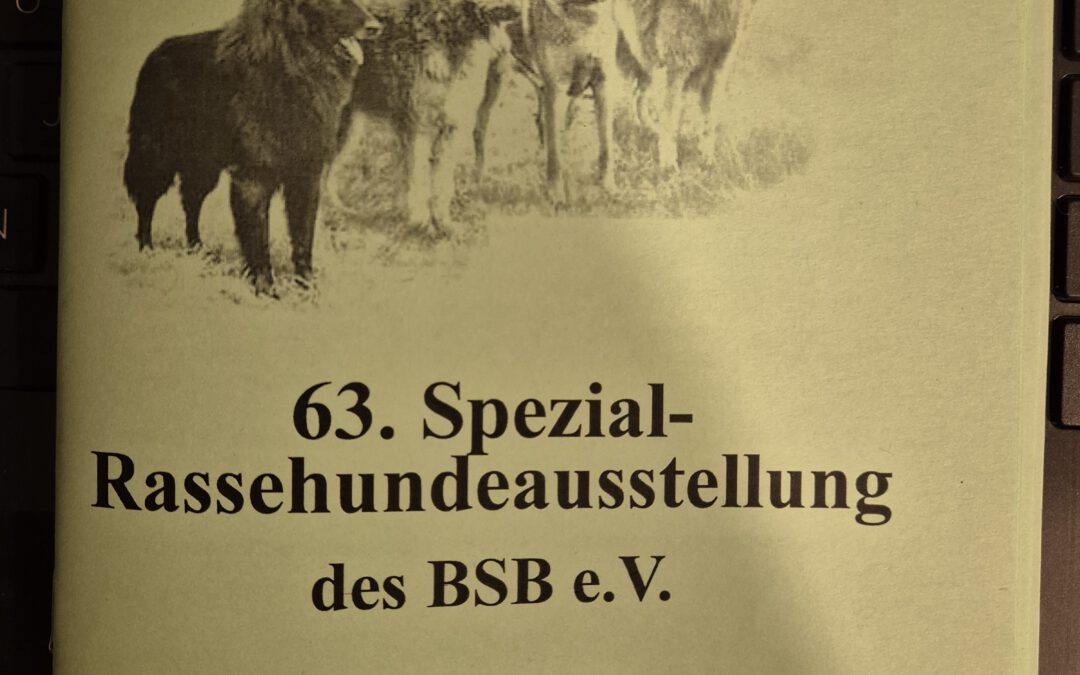 63. Spezial-
Rassehundeausstellung
des BSB e.V.
N